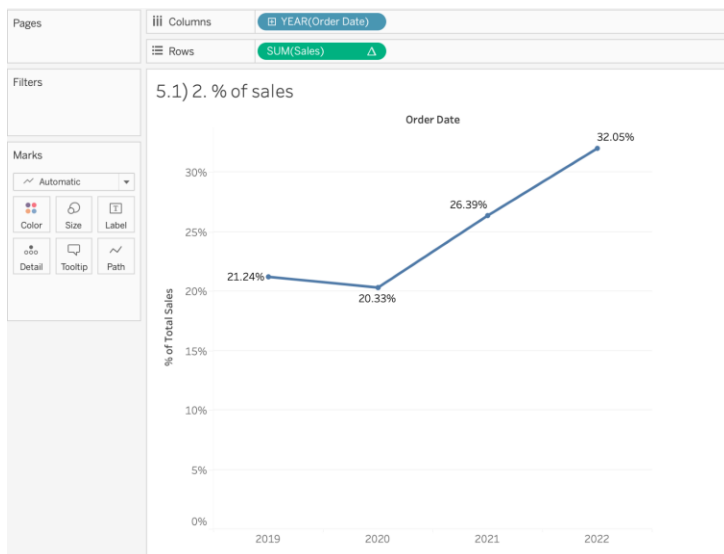 Pages
Columns
YEAR(Order Date)
Rows
SUM(Sales)
Filters
Marks
Automatic
Color
Size
Label
Detail
Tooltip
Path
5.1) 2. % of sales
Order Date
% of Total Sales
30%
25%
20%
15%
10%
5%
0%
21.24%
20.33%
26.39%
32.05%
2019
2020
2021
2022